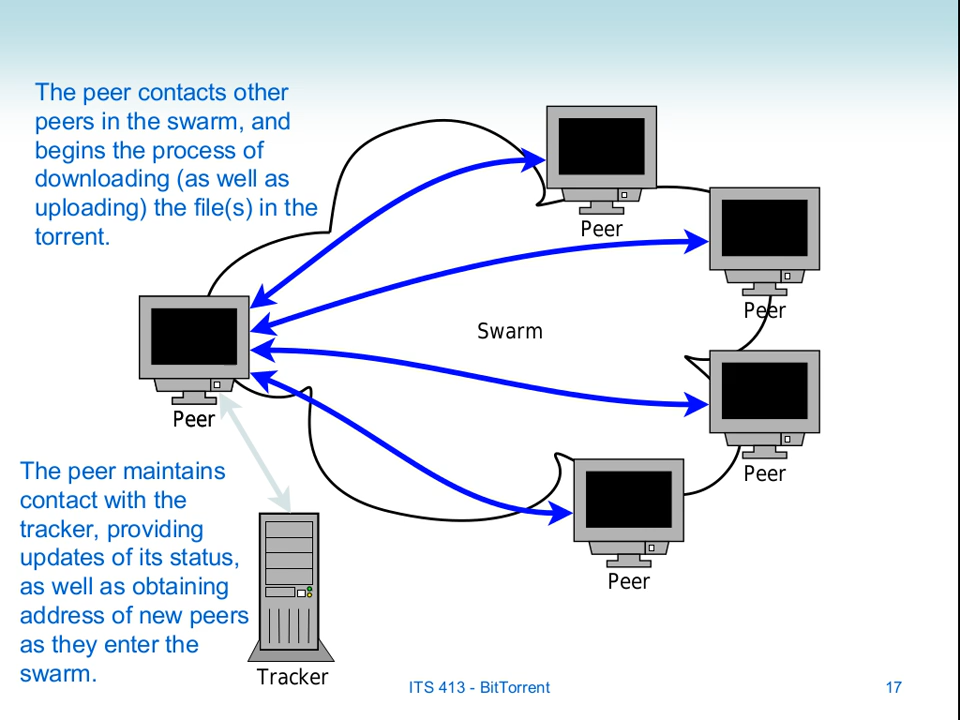 The peer contacts other
peers in the swarm, and
begins the process of
downloading (as well as
uploading) the file(s) in the
torrent.
Peer
Peer
Swarm
Peer
Peer
Peer
The peer maintains
contact with the
tracker, providing
updates of its status,
as well as obtaining
address of new peers
as they enter the
swarm.
Tracker
ITS 413 - BitTorrent
17